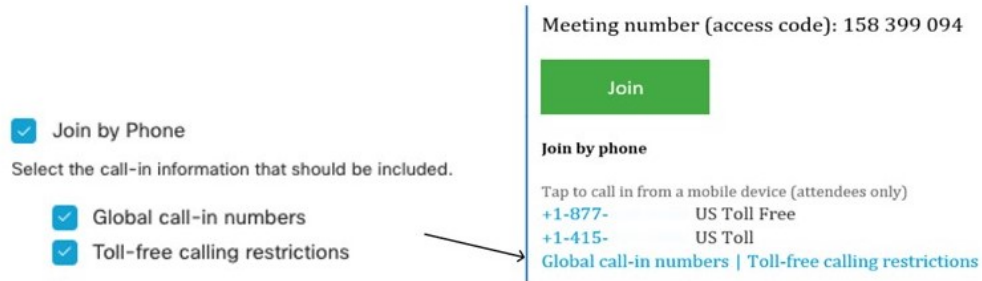 Join by Phone
Select the call-in information that should be included.
Global call-in numbers
Toll-free calling restrictions
Meeting number (access code): 158 399 094
Join
Join by phone
Tap to call in from a mobile device (attendees only)
+1-877- US Toll Free
+1-415- US Toll
Global call-in numbers | Toll-free calling restrictions